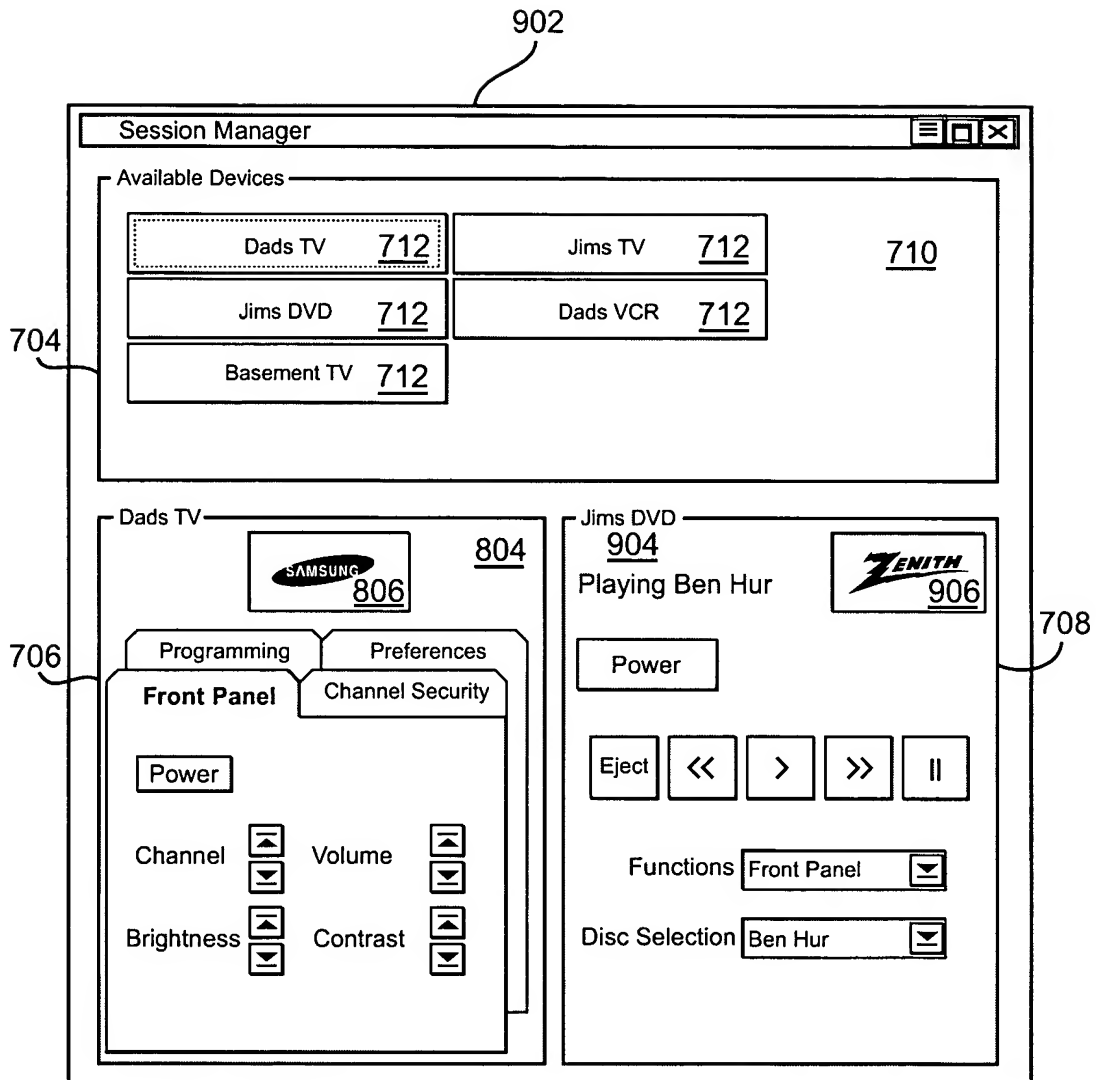 902
Session Manager
Available Devices
Dads TV 712
Jims TV 712
710
Jims DVD 712
Dads VCR 712
704
Basement TV 712
Dads TV
SAMSUNG
806
804
706
Programming
Preferences
Front Panel
Channel Security
Power
Channel
Volume
Brightness
Contrast
Jims DVD
904
Playing Ben Hur
ZENITH
906
708
Power
Eject << > >> ||
Functions Front Panel
Disc Selection Ben Hur